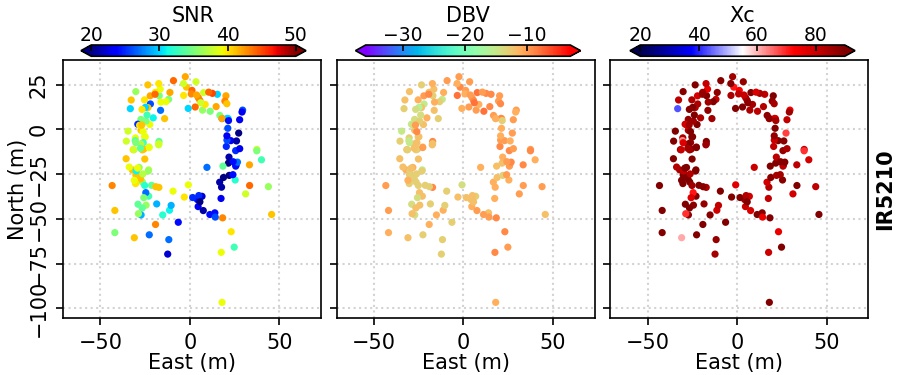 SNR DBV Xc
20 30 40 50 −30 −20 −10 20 40 60 80
North (m)
25
0
−25
−50
−75
−100
−50 0 50 −50 0 50 −50 0 50
East (m) East (m) East (m)
IR5210